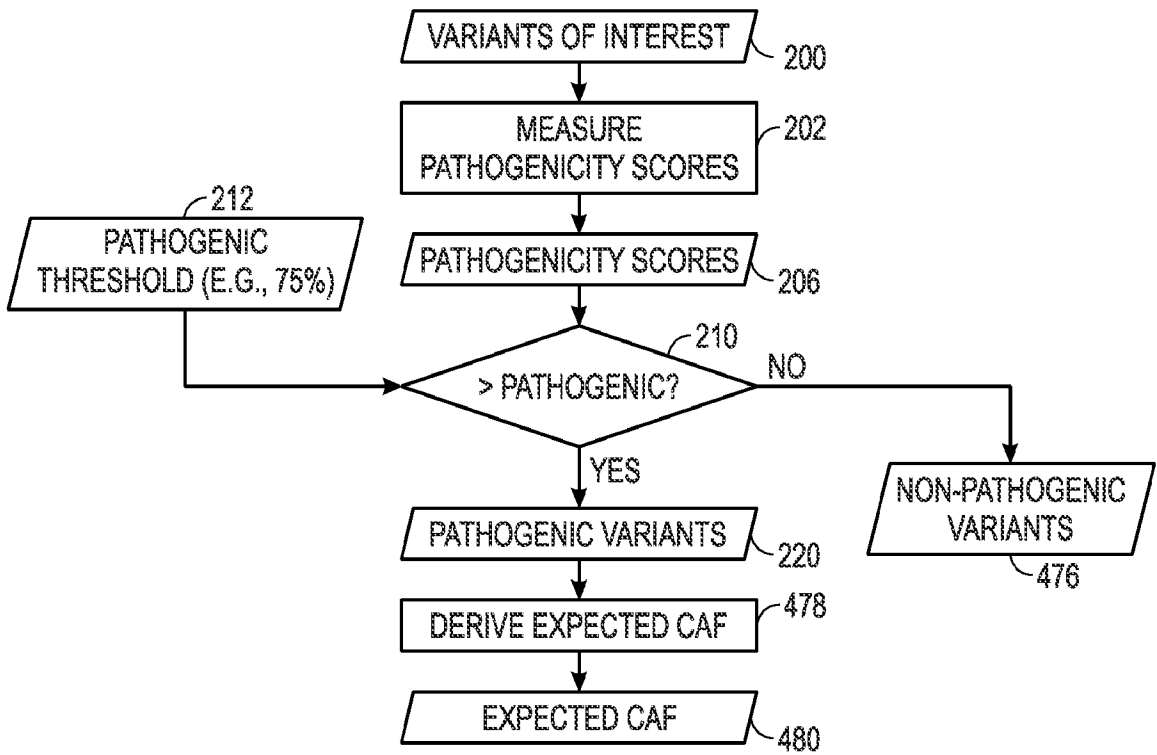 VARIANTS OF INTEREST
200
MEASURE
PATHOGENICITY SCORES
202
212
PATHOGENIC
THRESHOLD (E.G., 75%)
PATHOGENICITY SCORES
206
210
> PATHOGENIC?
NO
YES
NON-PATHOGENIC
VARIANTS
476
PATHOGENIC VARIANTS
220
DERIVE EXPECTED CAF
478
EXPECTED CAF
480